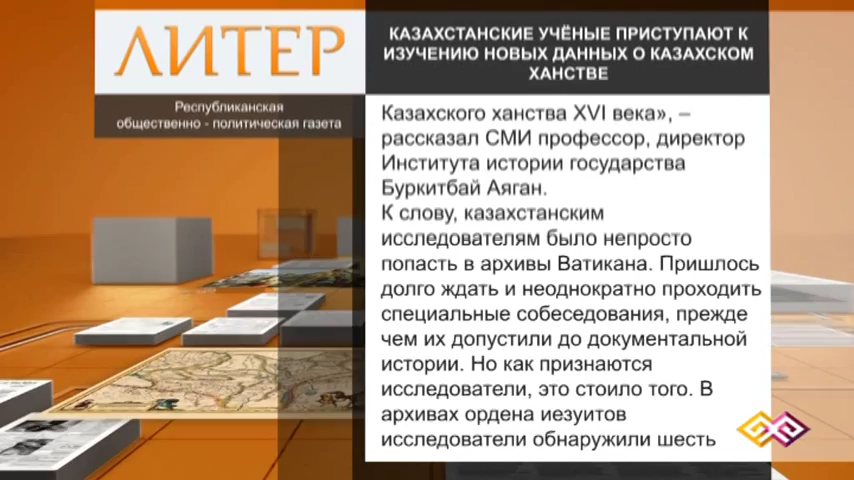 ЛИТЕР
Республиканская
общественно - политическая газета
КАЗАХСТАНСКИЕ УЧЁНЫЕ ПРИСТУПАЮТ К
ИЗУЧЕНИЮ НОВЫХ ДАННЫХ О КАЗАХСКОМ
ХАНСТВЕ
Казахского ханства XVI века», –
рассказал СМИ профессор, директор
Института истории государства
Буркитбай Аяган.
К слову, казахстанским
исследователям было непросто
попасть в архивы Ватикана. Пришлось
долго ждать и неоднократно проходить
специальные собеседования, прежде
чем их допустили до документальной
истории. Но как признаются
исследователи, это стоило того. В
архивах ордена иезуитов
исследователи обнаружили шесть